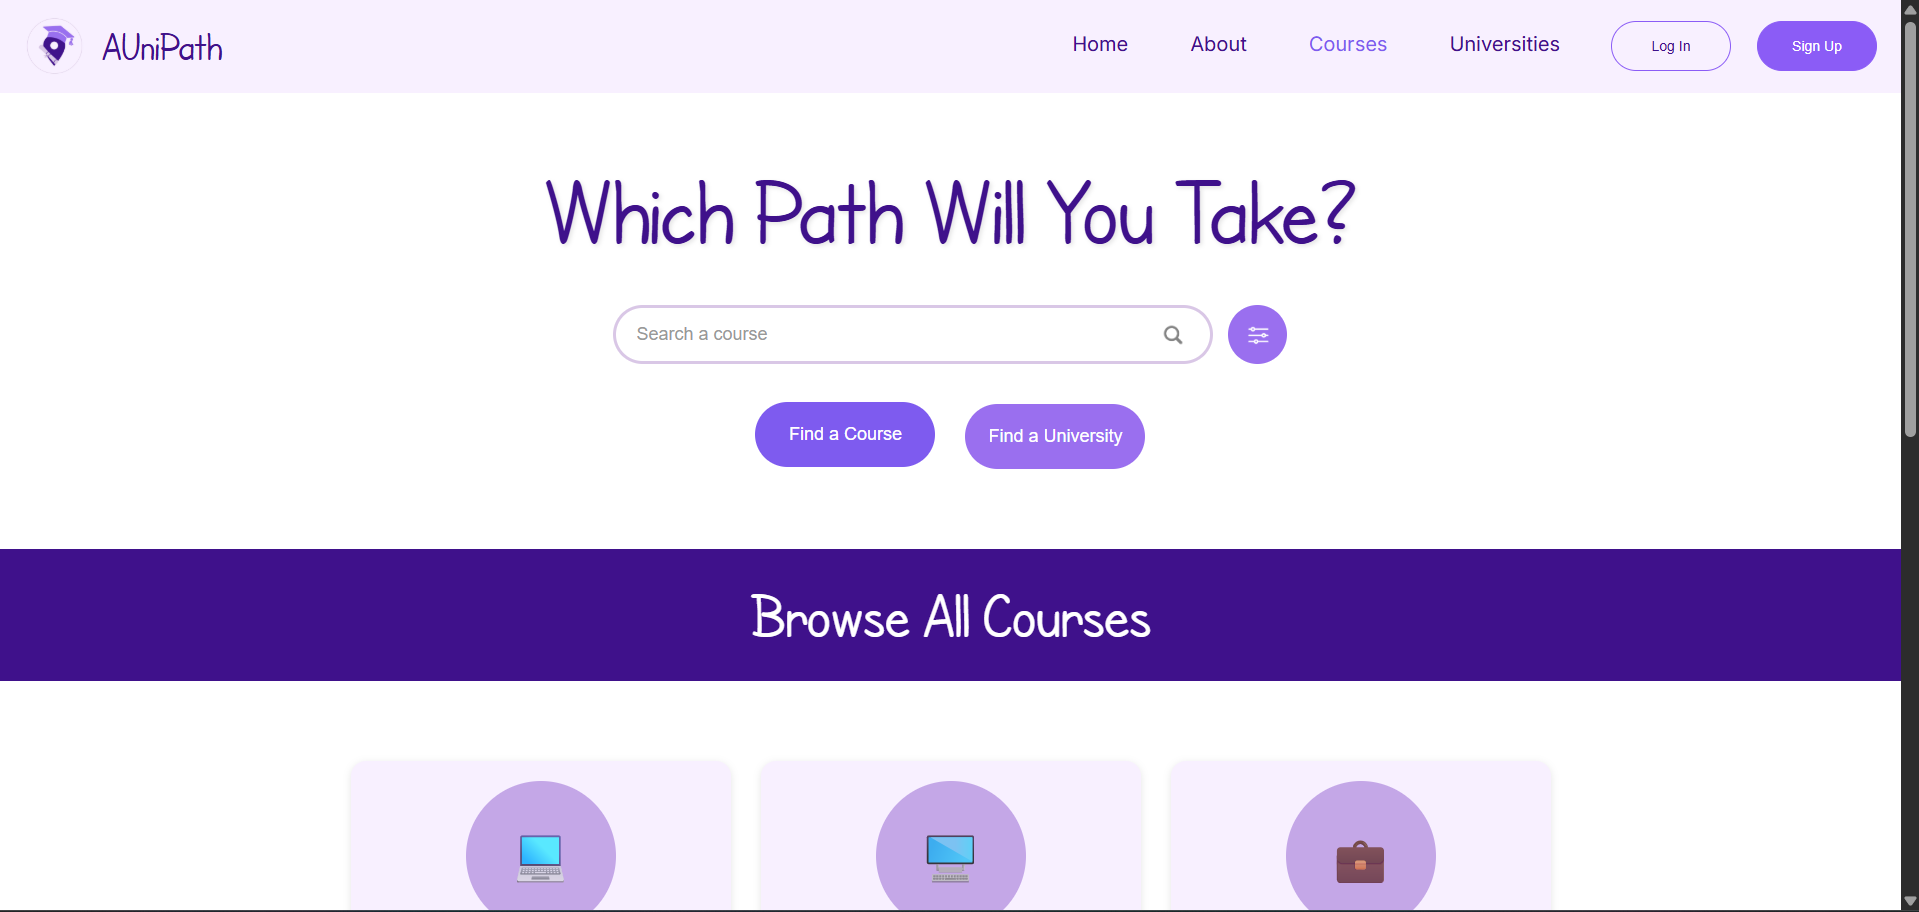 AUniPath
Home About Courses Universities Log In Sign Up
Which Path Will You Take?
Search a course
Find a Course Find a University
Browse All Courses